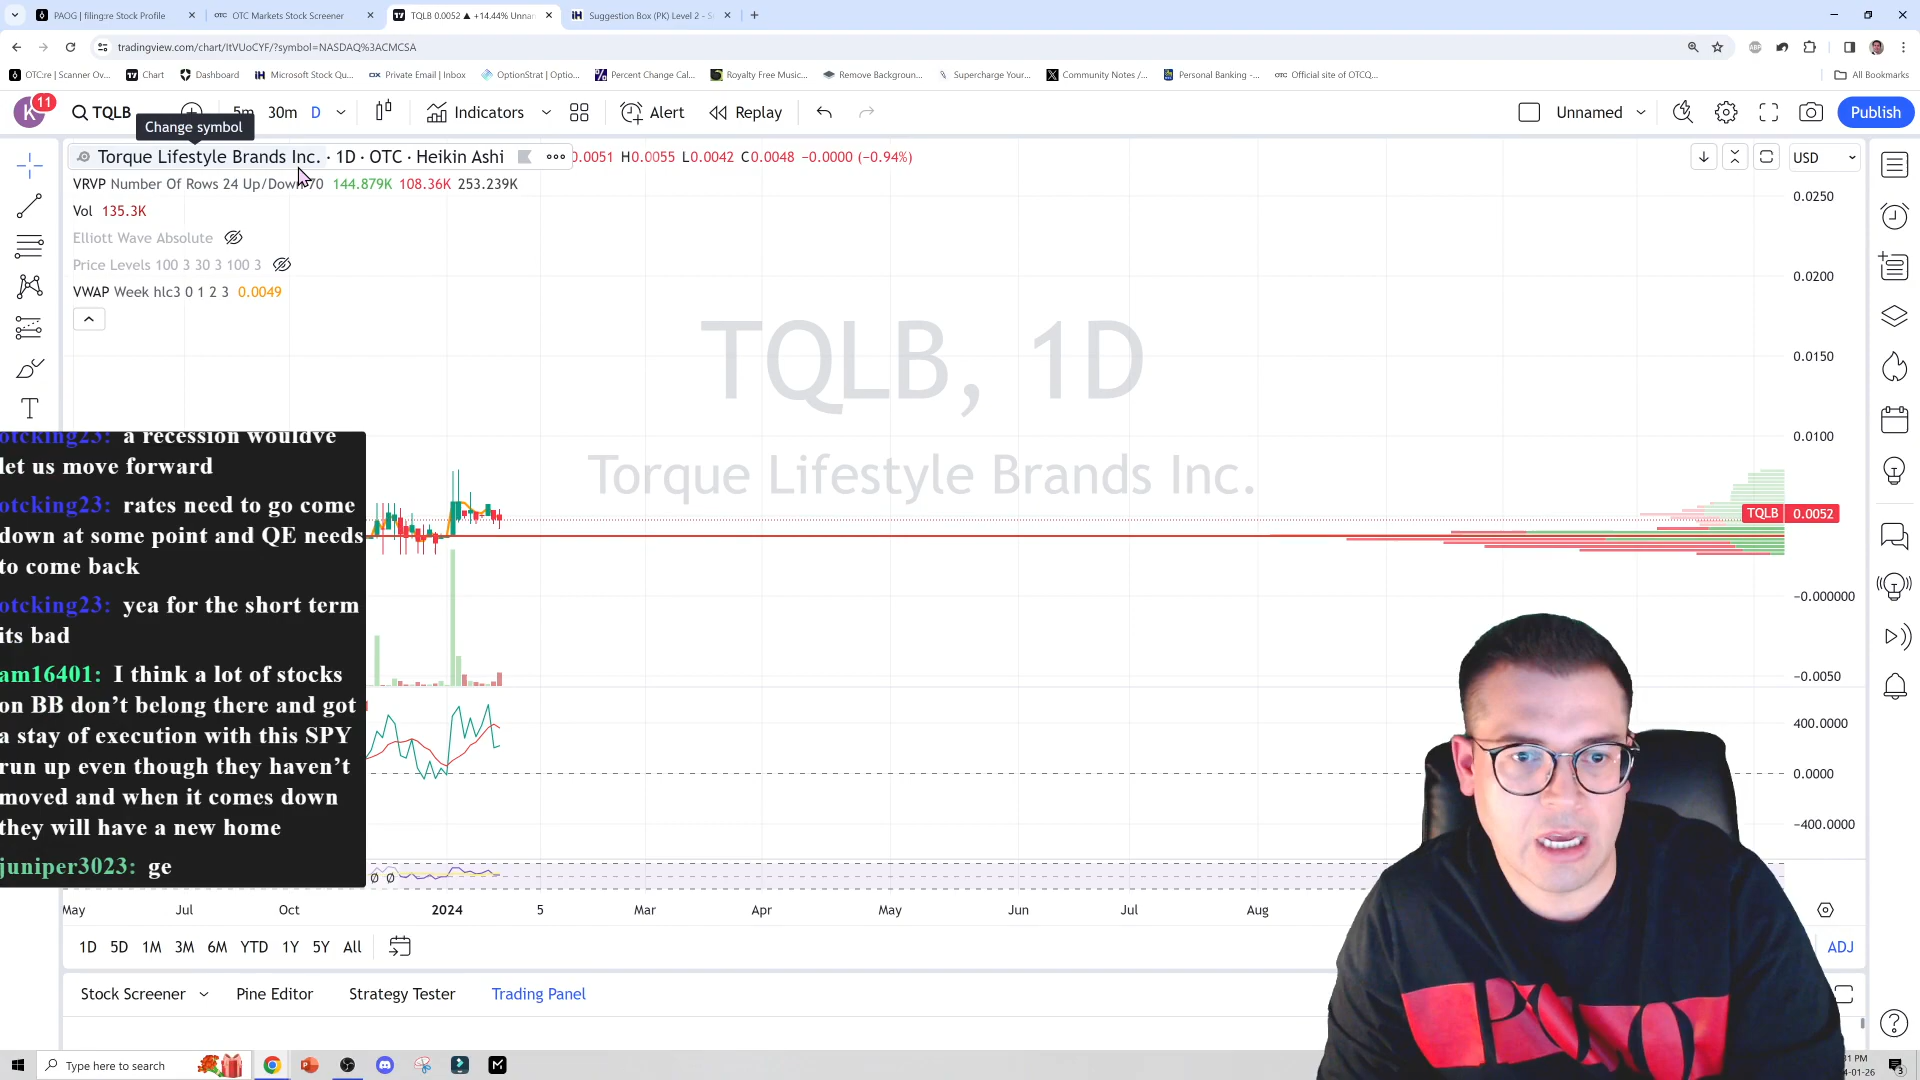 PAOG | filing:re Stock Profile
OTC Markets Stock Screener
TQLB 0.0052 ▲ +14.44% Unnar
Suggestion Box (PK) Level 2 - S
tradingview.com/chart/ItVUoCYF/?symbol=NASDAQ%3ACMCSA
OTC:re | Scanner Ov...
Chart
Dashboard
Microsoft Stock Qu...
Private Email | Inbox
OptionStrat | Optio...
Percent Change Cal...
Royalty Free Music...
Remove Backgroun...
Supercharge Your...
Community Notes /...
Personal Banking -...
Official site of OTCQ...
All Bookmarks
K
11
TQLB
5m
30m
D
Indicators
Alert
Replay
Unnamed
Publish
Change symbol
Torque Lifestyle Brands Inc. · 1D · OTC · Heikin Ashi
0.0051 H0.0055 L0.0042 C0.0048 −0.0000 (−0.94%)
USD
VRVP Number Of Rows 24 Up/Down 70 144.879K 108.36K 253.239K
Vol 135.3K
Elliott Wave Absolute
Price Levels 100 3 30 3 100 3
VWAP Week hlc3 0 1 2 3 0.0049
TQLB, 1D
Torque Lifestyle Brands Inc.
0.0250
0.0200
0.0150
0.0100
TQLB 0.0052
−0.000000
−0.0050
400.0000
0.0000
−400.0000
otcking23: a recession wouldve
let us move forward
otcking23: rates need to go come
down at some point and QE needs
to come back
otcking23: yea for the short term
its bad
am16401: I think a lot of stocks
on BB don't belong there and got
a stay of execution with this SPY
run up even though they haven't
moved and when it comes down
they will have a new home
juniper3023: ge
May
Jul
Oct
2024
5
Mar
Apr
May
Jun
Jul
Aug
1D 5D 1M 3M 6M YTD 1Y 5Y All
ADJ
Stock Screener
Pine Editor
Strategy Tester
Trading Panel
Type here to search
31 PM
4-01-26
3